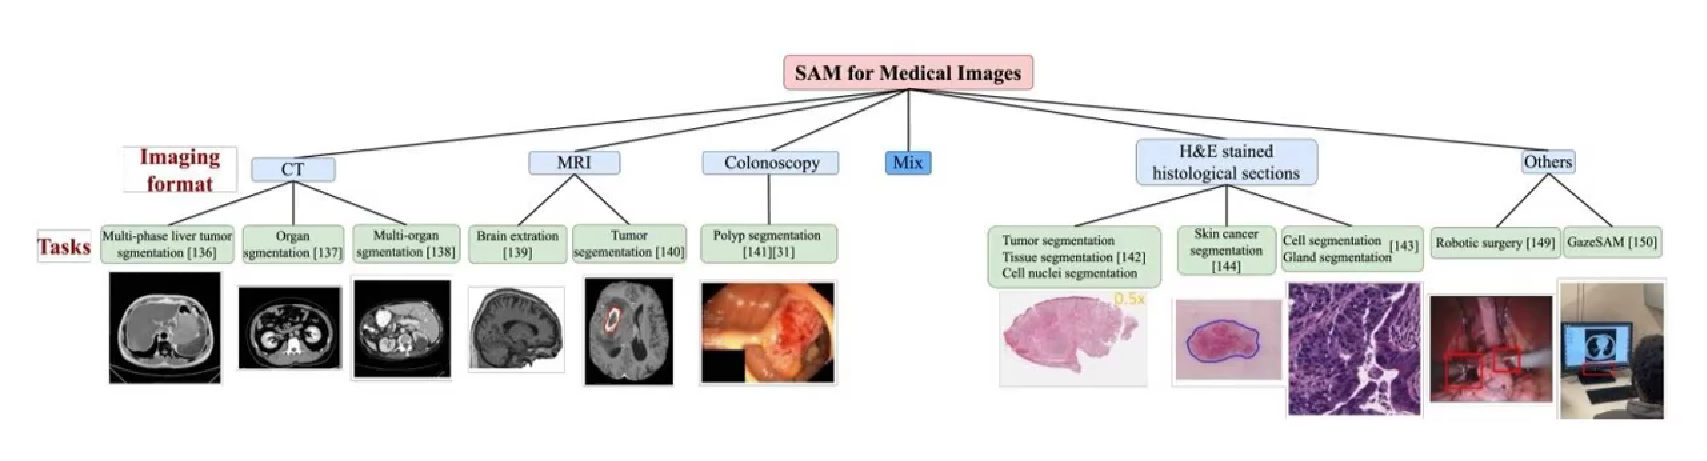 SAM for Medical Images
Imaging
format
CT
MRI
Colonoscopy
Mix
H&E stained
histological sections
Others
Tasks
Multi-phase liver tumor
sgmentation [136]
Organ
sgmentation [137]
Multi-organ
sgmentation [138]
Brain extration
[139]
Tumor
segementation [140]
Polyp segmentation
[141][31]
Tumor segmentation
Tissue segmentation [142]
Cell nuclei segmentation
Skin cancer
segmentation
[144]
Cell segmentation [143]
Gland segmentation
Robotic surgery [149]
GazeSAM [150]
0.5x